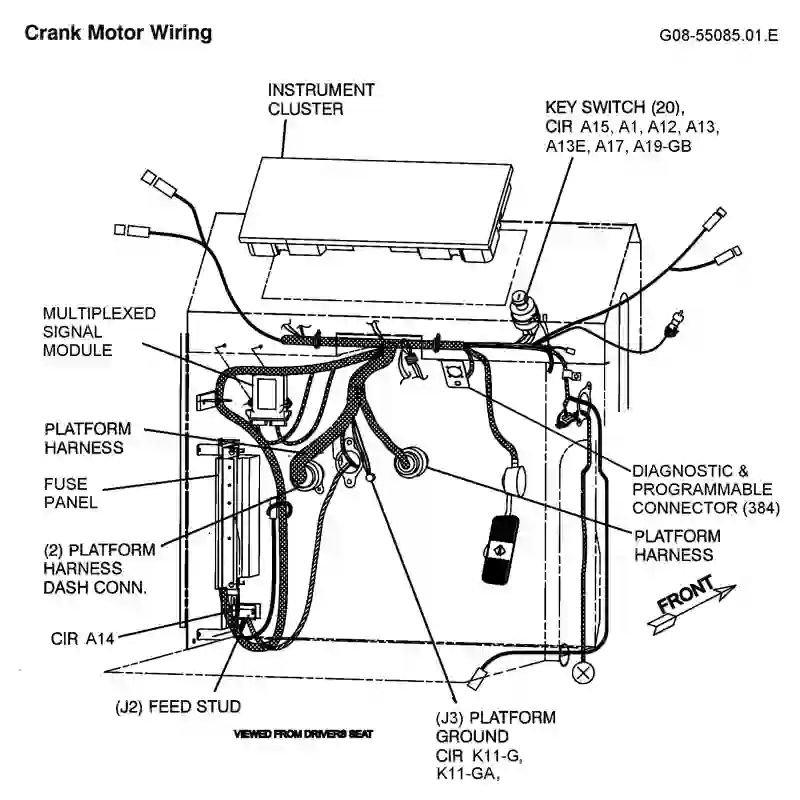 Crank Motor Wiring
G08-55085.01.E
INSTRUMENT
CLUSTER
KEY SWITCH (20),
CIR A15, A1, A12, A13,
A13E, A17, A19-GB
MULTIPLEXED
SIGNAL
MODULE
PLATFORM
HARNESS
FUSE
PANEL
(2) PLATFORM
HARNESS
DASH CONN.
CIR A14
(J2) FEED STUD
VIEWED FROM DRIVERS SEAT
(J3) PLATFORM
GROUND
CIR K11-G,
K11-GA,
DIAGNOSTIC &
PROGRAMMABLE
CONNECTOR (384)
PLATFORM
HARNESS
FRONT